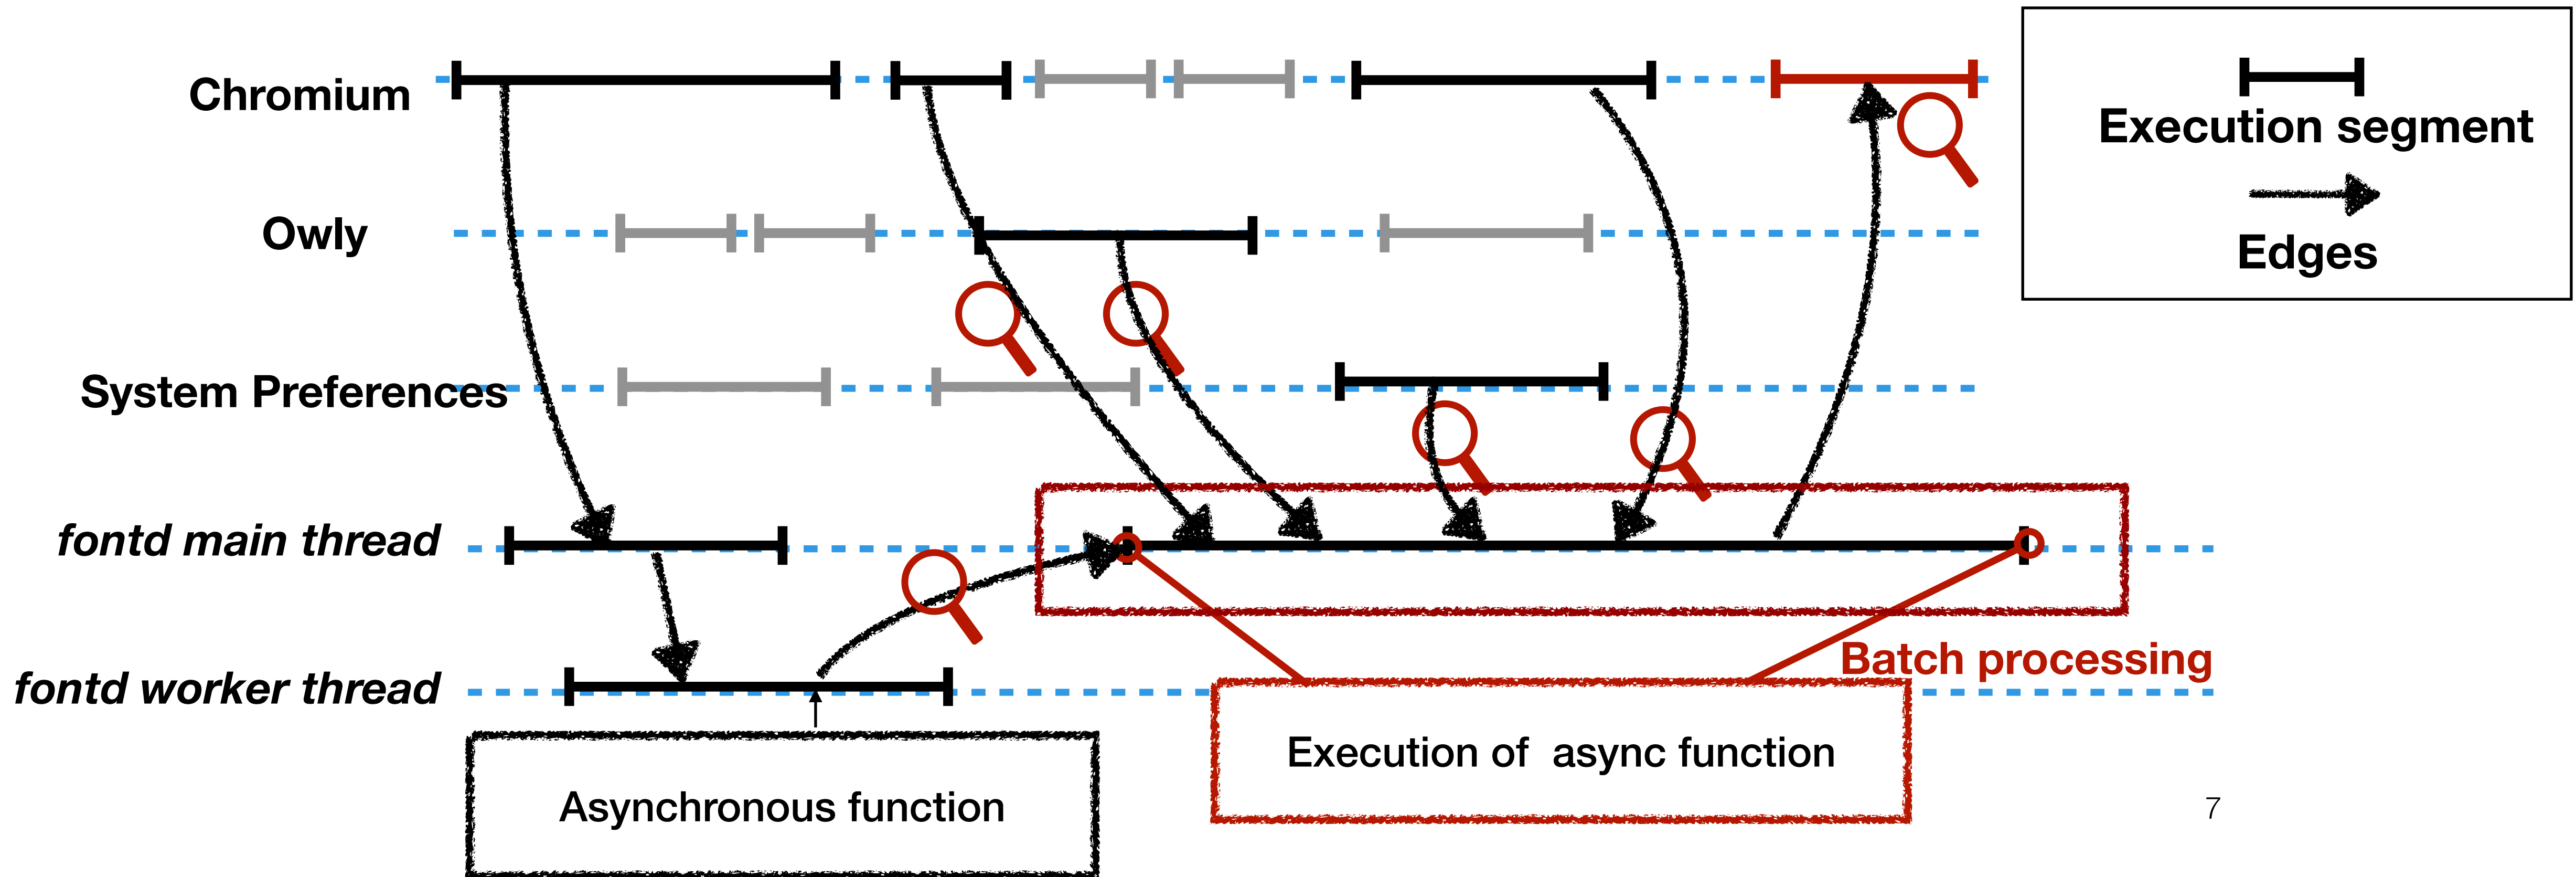 Chromium
Execution segment
Edges
Owly
System Preferences
fontd main thread
fontd worker thread
Batch processing
Execution of async function
Asynchronous function
7